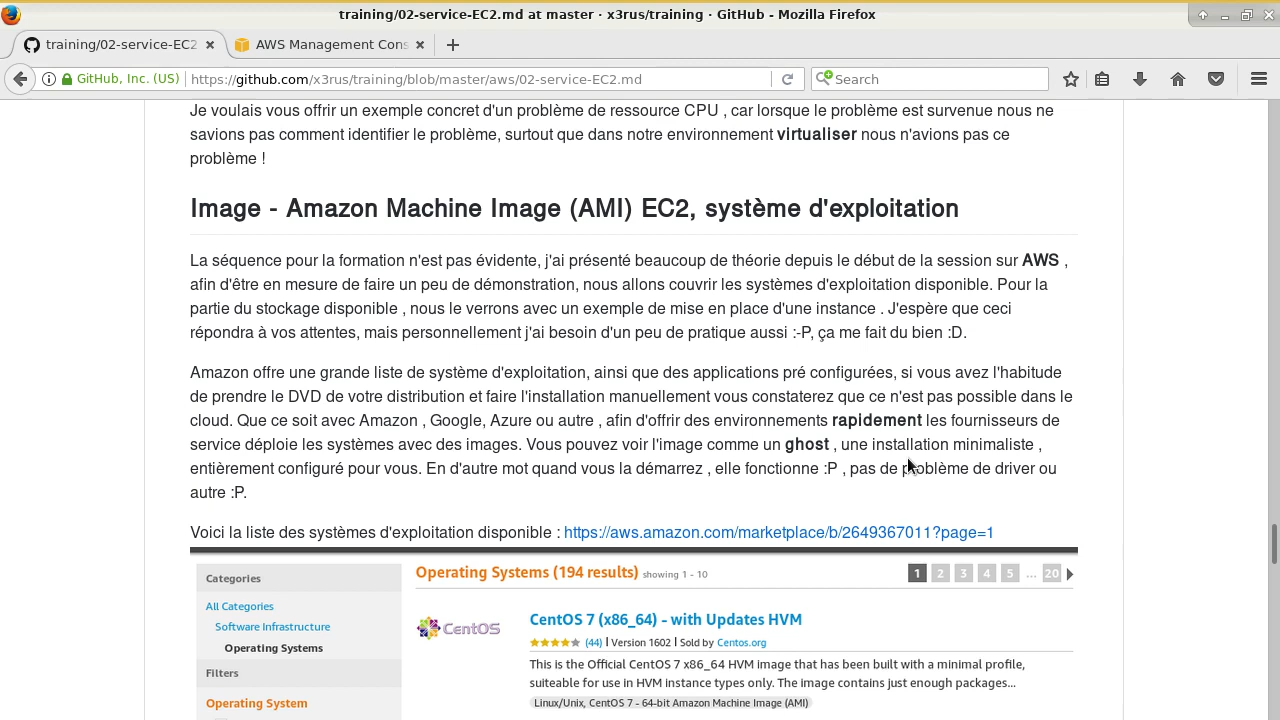 training/02-service-EC2.md at master · x3rus/training · GitHub - Mozilla Firefox
training/02-service-EC2
AWS Management Cons
GitHub, Inc. (US)
https://github.com/x3rus/training/blob/master/aws/02-service-EC2.md
Search
Je voulais vous offrir un exemple concret d'un problème de ressource CPU , car lorsque le problème est survenue nous ne
savions pas comment identifier le problème, surtout que dans notre environnement virtualiser nous n'avions pas ce
problème !
Image - Amazon Machine Image (AMI) EC2, système d'exploitation
La séquence pour la formation n'est pas évidente, j'ai présenté beaucoup de théorie depuis le début de la session sur AWS ,
afin d'être en mesure de faire un peu de démonstration, nous allons couvrir les systèmes d'exploitation disponible. Pour la
partie du stockage disponible , nous le verrons avec un exemple de mise en place d'une instance . J'espère que ceci
répondra à vos attentes, mais personnellement j'ai besoin d'un peu de pratique aussi :-P, ça me fait du bien :D.
Amazon offre une grande liste de système d'exploitation, ainsi que des applications pré configurées, si vous avez l'habitude
de prendre le DVD de votre distribution et faire l'installation manuellement vous constaterez que ce n'est pas possible dans le
cloud. Que ce soit avec Amazon , Google, Azure ou autre , afin d'offrir des environnements rapidement les fournisseurs de
service déploie les systèmes avec des images. Vous pouvez voir l'image comme un ghost , une installation minimaliste ,
entièrement configuré pour vous. En d'autre mot quand vous la démarrez , elle fonctionne :P , pas de problème de driver ou
autre :P.
Voici la liste des systèmes d'exploitation disponible : https://aws.amazon.com/marketplace/b/2649367011?page=1
Categories
All Categories
Software Infrastructure
Operating Systems
Filters
Operating System
Operating Systems (194 results) showing 1 - 10
1 2 3 4 5 ... 20
CentOS
CentOS 7 (x86_64) - with Updates HVM
(44) | Version 1602 | Sold by Centos.org
This is the Official CentOS 7 x86_64 HVM image that has been built with a minimal profile,
suiteable for use in HVM instance types only. The image contains just enough packages...
Linux/Unix, CentOS 7 - 64-bit Amazon Machine Image (AMI)